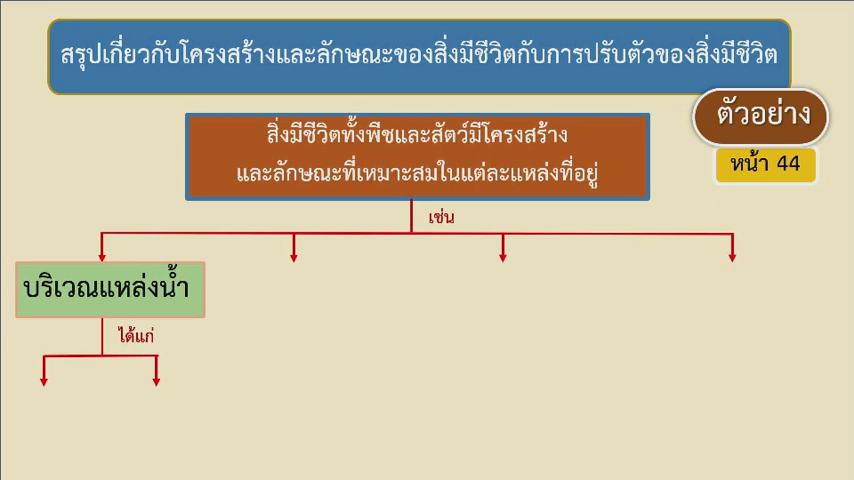 สรุปเกี่ยวกับโครงสร้างและลักษณะของสิ่งมีชีวิตกับการปรับตัวของสิ่งมีชีวิต
ตัวอย่าง
หน้า 44
สิ่งมีชีวิตทั้งพืชและสัตว์มีโครงสร้าง
และลักษณะที่เหมาะสมในแต่ละแหล่งที่อยู่
เช่น
บริเวณแหล่งน้ำ
ได้แก่